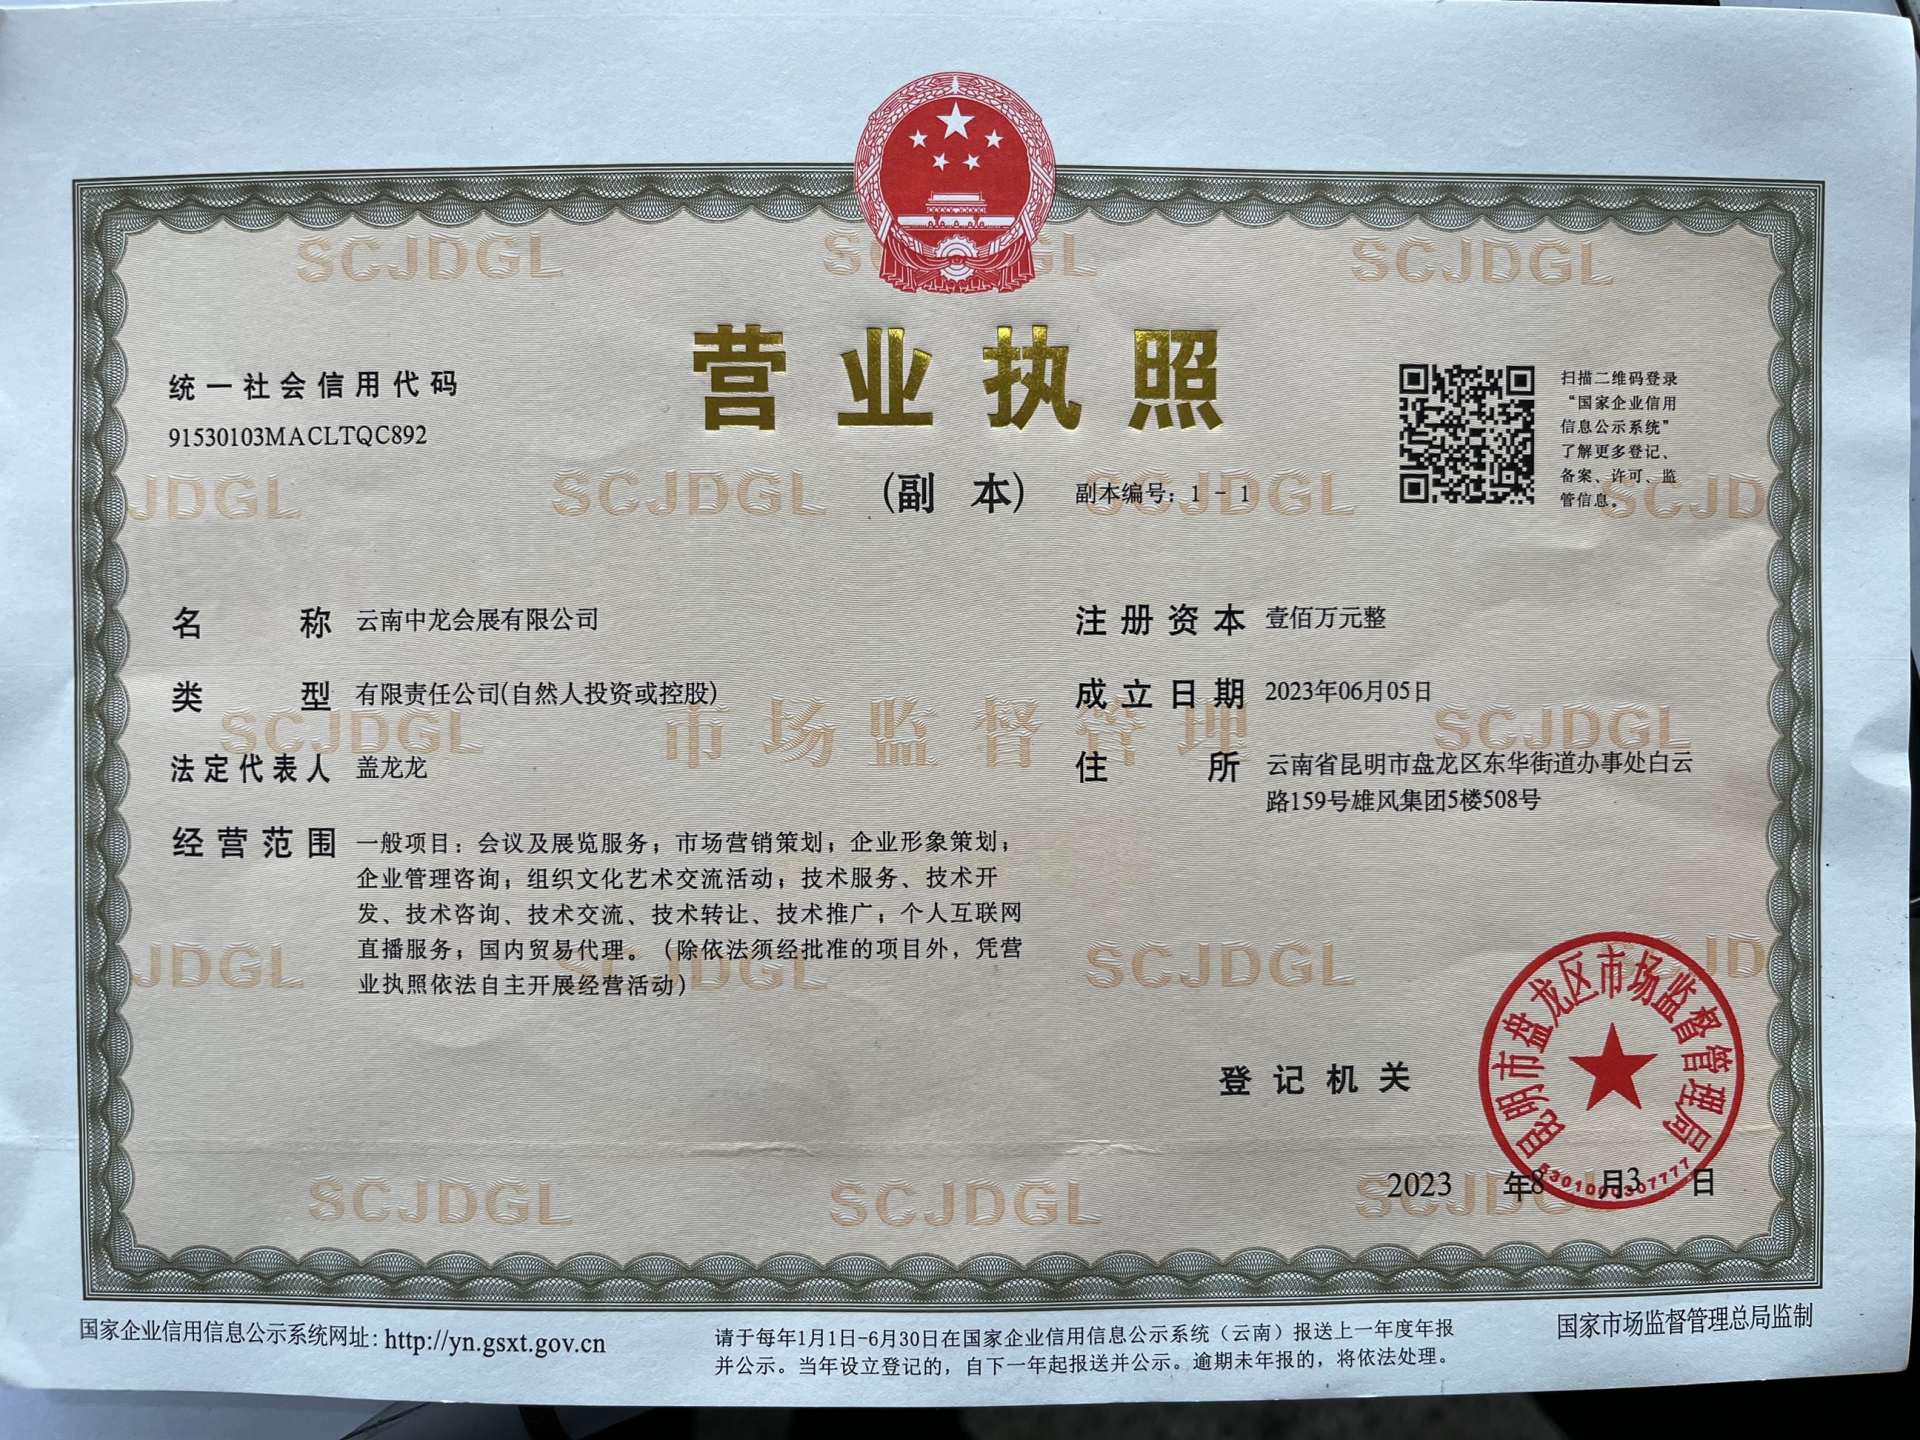 营业执照
统一社会信用代码
91530103MACLTQC892
(副 本) 副本编号：1 - 1
扫描二维码登录
“国家企业信用
信息公示系统”
了解更多登记、
备案、许可、监
管信息。
名 称 云南中龙会展有限公司
类 型 有限责任公司(自然人投资或控股)
法定代表人 盖龙龙
经营范围 一般项目：会议及展览服务；市场营销策划；企业形象策划；
企业管理咨询；组织文化艺术交流活动；技术服务、技术开
发、技术咨询、技术交流、技术转让、技术推广；个人互联网
直播服务；国内贸易代理。（除依法须经批准的项目外，凭营
业执照依法自主开展经营活动）
注册资本 壹佰万元整
成立日期 2023年06月05日
住 所 云南省昆明市盘龙区东华街道办事处白云
路159号雄风集团5楼508号
登记机关
昆明市盘龙区市场监督管理局
5301000307777
2023 年8 月3 日
SCJDGL
SCJDGL
SCJDGL
SCJDGL
SCJDGL
市场监督管理
SCJDGL
SCJDGL
SCJDGL
SCJDGL
SCJDGL
SCJDGL
国家企业信用信息公示系统网址：http://yn.gsxt.gov.cn
请于每年1月1日-6月30日在国家企业信用信息公示系统（云南）报送上一年度年报
并公示。当年设立登记的，自下一年起报送并公示。逾期未年报的，将依法处理。
国家市场监督管理总局监制